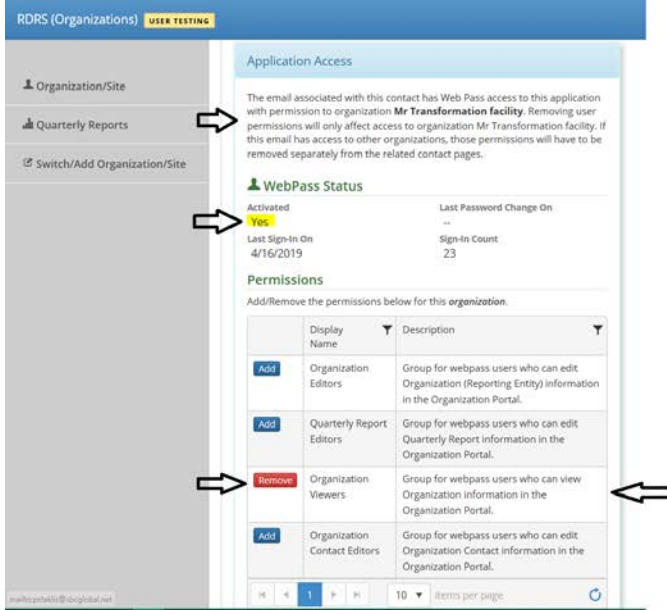 RDRS (Organizations) USER TESTING
Organization/Site
Quarterly Reports
Switch/Add Organization/Site
Application Access
The email associated with this contact has Web Pass access to this application
with permission to organization Mr Transformation facility. Removing user
permissions will only affect access to organization Mr Transformation facility. If
this email has access to other organizations, those permissions will have to be
removed separately from the related contact pages.
WebPass Status
Activated
Yes
Last Password Change On
--
Last Sign-In On
4/16/2019
Sign-In Count
23
Permissions
Add/Remove the permissions below for this organization.
Display
Name
Description
Add
Organization
Editors
Group for webpass users who can edit
Organization (Reporting Entity) information
in the Organization Portal.
Add
Quarterly Report
Editors
Group for webpass users who can edit
Quarterly Report information in the
Organization Portal.
Remove
Organization
Viewers
Group for webpass users who can view
Organization information in the
Organization Portal.
Add
Organization
Contact Editors
Group for webpass users who can edit
Organization Contact information in the
Organization Portal.
1
10
items per page